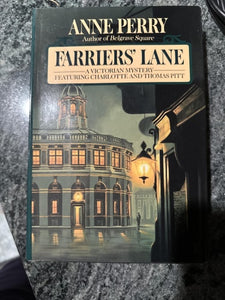 ANNE PERRY
Author of Belgrave Square
FARRIERS' LANE
A VICTORIAN MYSTERY
FEATURING CHARLOTTE AND THOMAS PITT